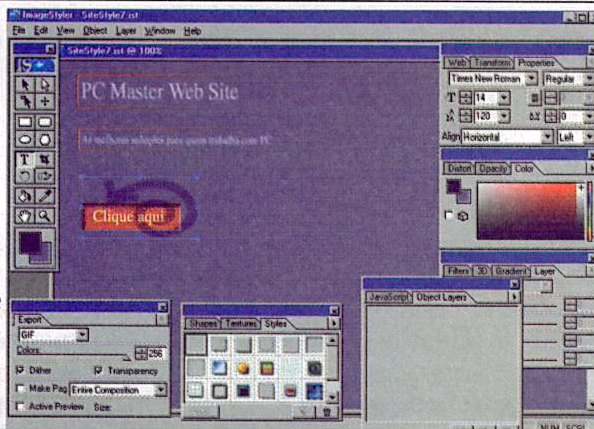 ImageStyler - SiteStyle7.ist
File Edit View Object Layer Window Help
SiteStyle7.ist @ 100%
PC Master Web Site
As melhores soluções para quem trabalha com PC
Clique aqui
Web Transform Properties
Times New Roman Regular
14
120 0
Align Horizontal Left
Distort Opacity Color
Filters 3D Gradient Layer
JavaScript Object Layers
Shapes Textures Styles
Export
GIF
Colors 256
Dither Transparency
Make Pag Entire Composition
Active Preview Size:
NUM SCRL